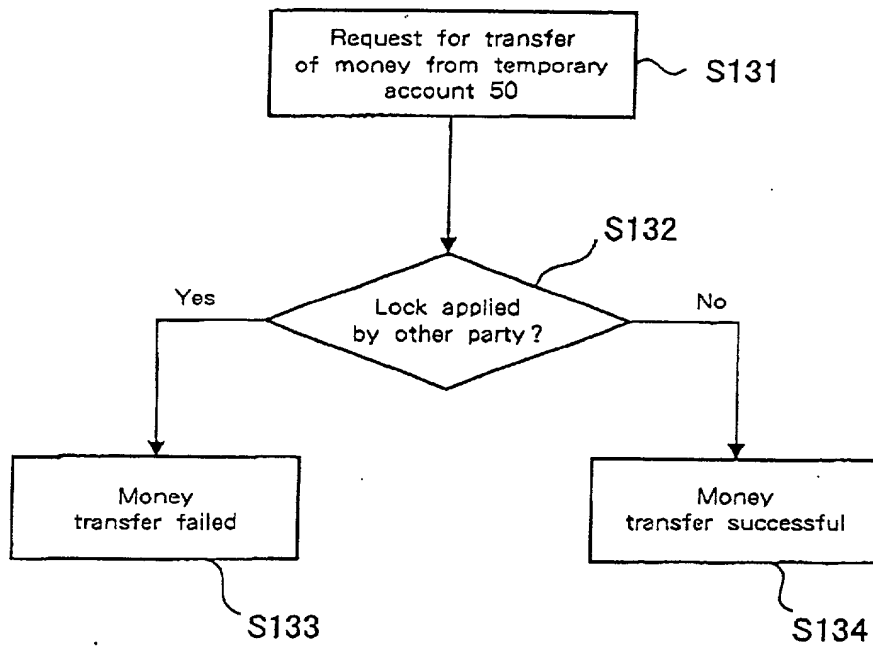 Request for transfer
of money from temporary
account 50
S131
S132
Yes
Lock applied
by other party?
No
Money
transfer failed
Money
transfer successful
S133
S134